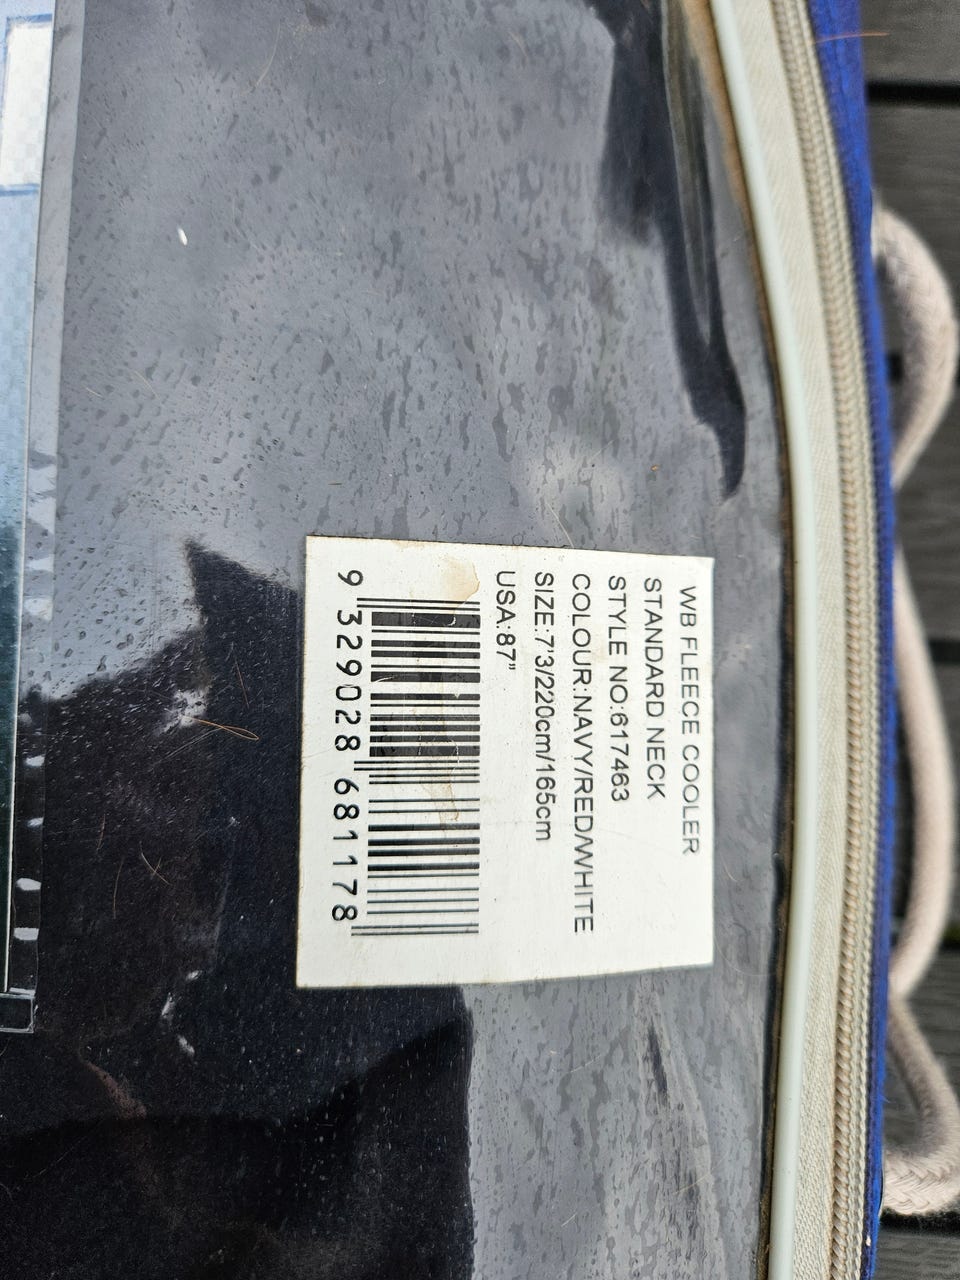 WB FLEECE COOLER
STANDARD NECK
STYLE NO:617463
COLOUR:NAVY/RED/WHITE
SIZE:7"3/220cm/165cm
USA:87"
9 329028 681178